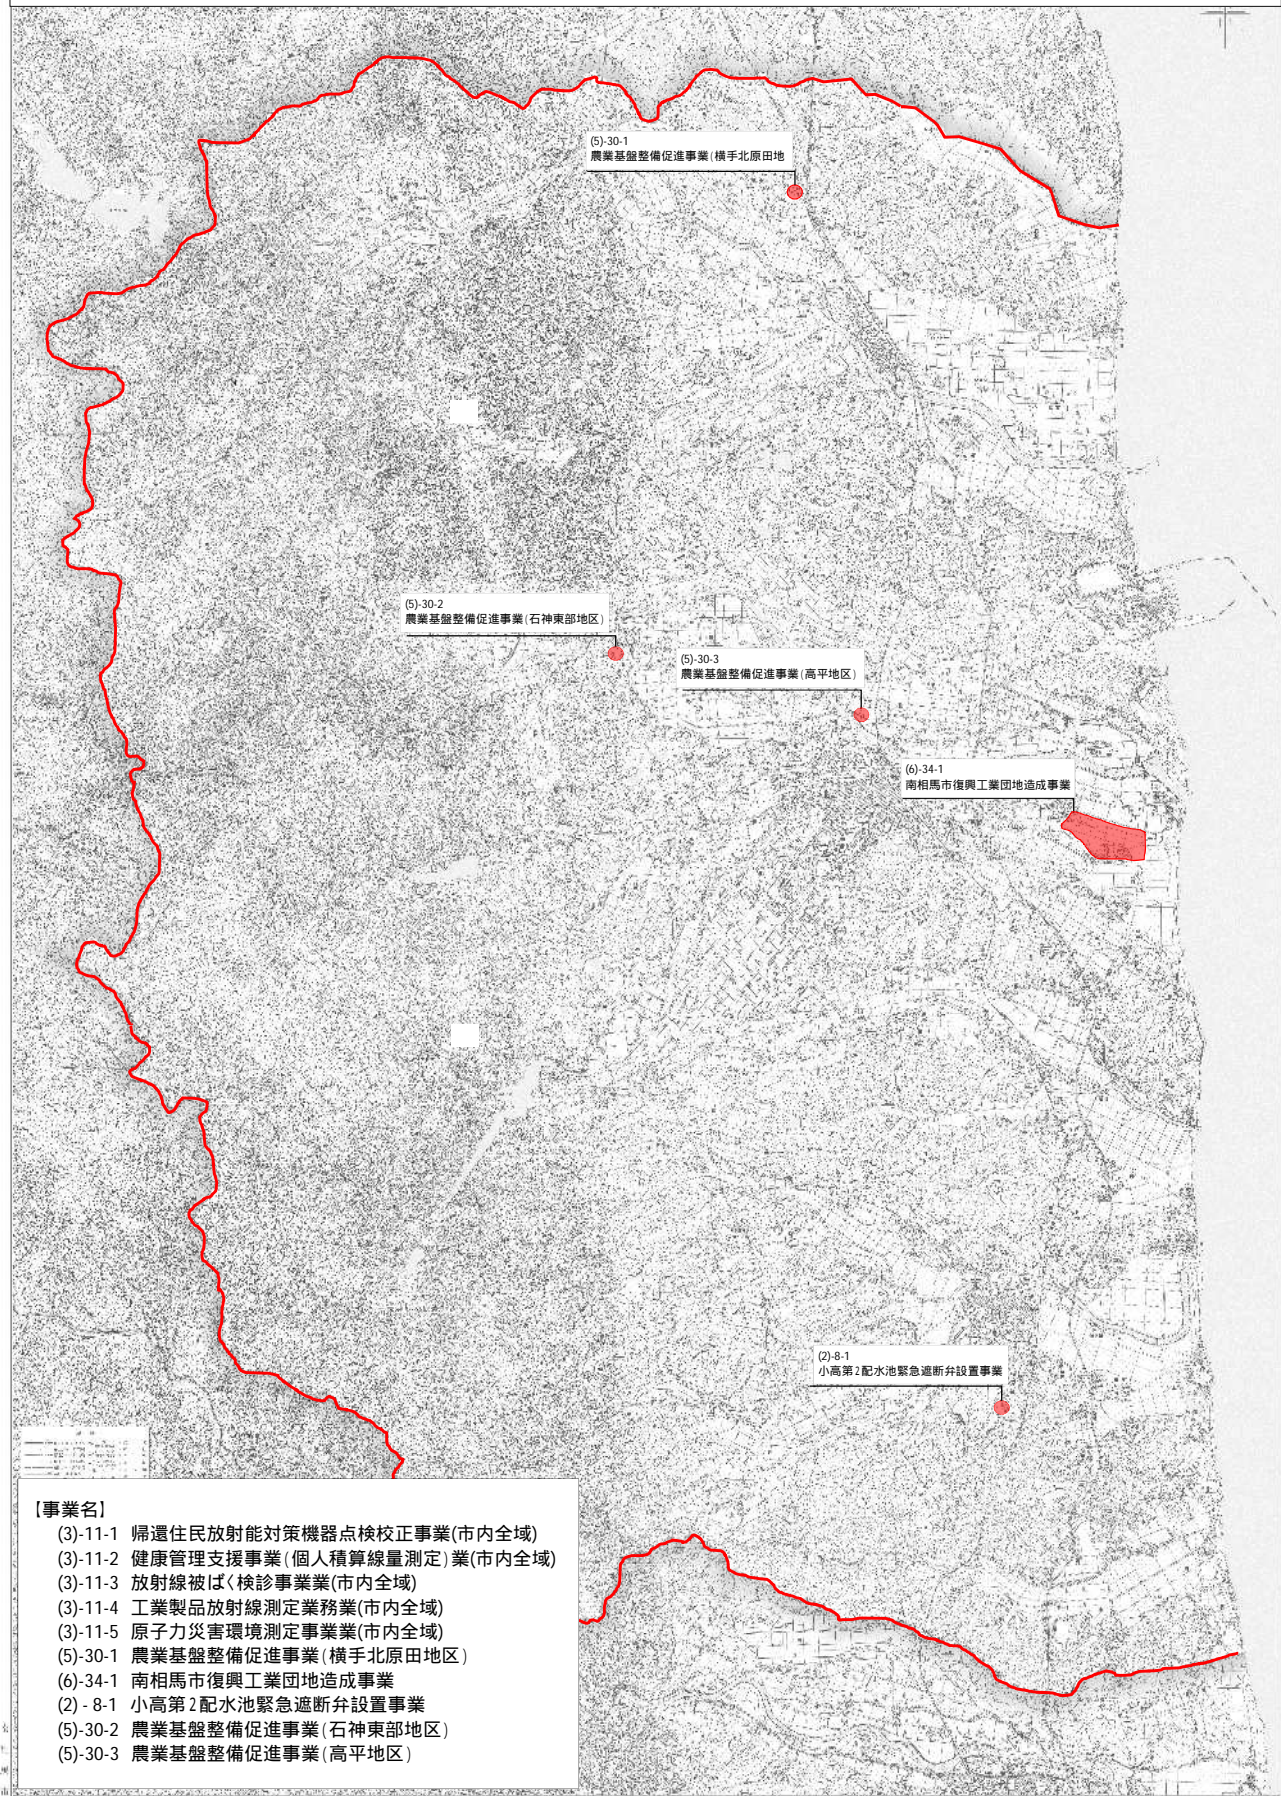 (5)-30-1
農業基盤整備促進事業(横手北原田地
(5)-30-2
農業基盤整備促進事業(石神東部地区)
(5)-30-3
農業基盤整備促進事業(高平地区)
(6)-34-1
南相馬市復興工業団地造成事業
(2)-8-1
小高第2配水池緊急遮断弁設置事業
【事業名】
(3)-11-1 帰還住民放射能対策機器点検校正事業(市内全域)
(3)-11-2 健康管理支援事業(個人積算線量測定)業(市内全域)
(3)-11-3 放射線被ばく検診事業業(市内全域)
(3)-11-4 工業製品放射線測定業務業(市内全域)
(3)-11-5 原子力災害環境測定事業業(市内全域)
(5)-30-1 農業基盤整備促進事業(横手北原田地区)
(6)-34-1 南相馬市復興工業団地造成事業
(2)-8-1 小高第2配水池緊急遮断弁設置事業
(5)-30-2 農業基盤整備促進事業(石神東部地区)
(5)-30-3 農業基盤整備促進事業(高平地区)